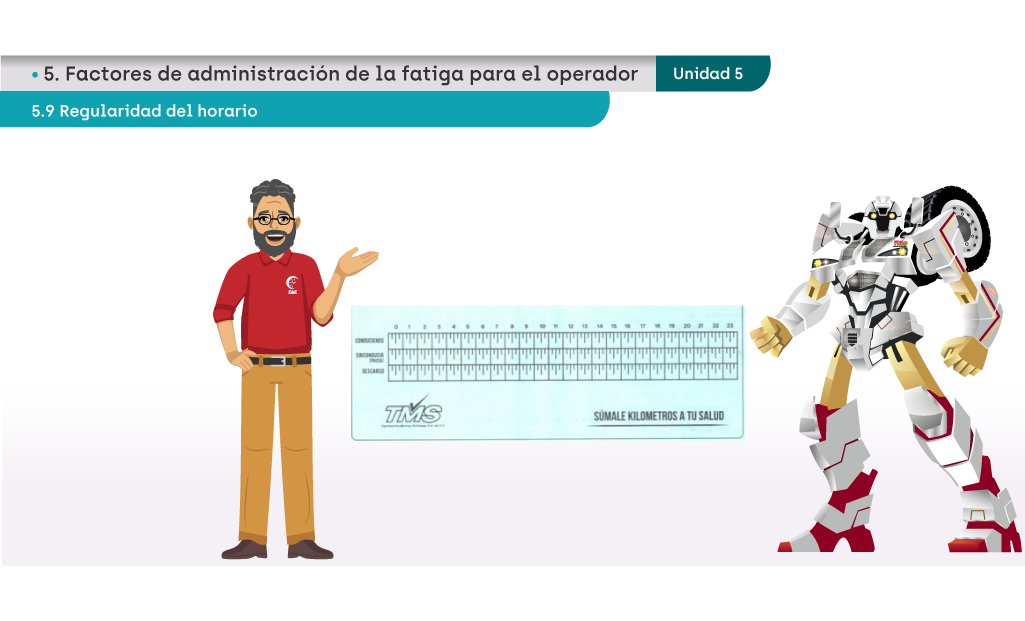 • 5. Factores de administración de la fatiga para el operador
Unidad 5
5.9 Regularidad del horario
0 1 2 3 4 5 6 7 8 9 10 11 12 13 14 15 16 17 18 19 20 21 22 23
CONDUCIENDO
SIN CONDUCIR
DESCANSO
TMS
SÚMALE KILOMETROS A TU SALUD